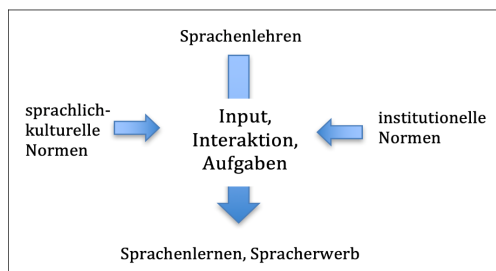 Sprachenlehren
sprachlich-
kulturelle
Normen
Input,
Interaktion,
Aufgaben
institutionelle
Normen
Sprachenlernen, Spracherwerb